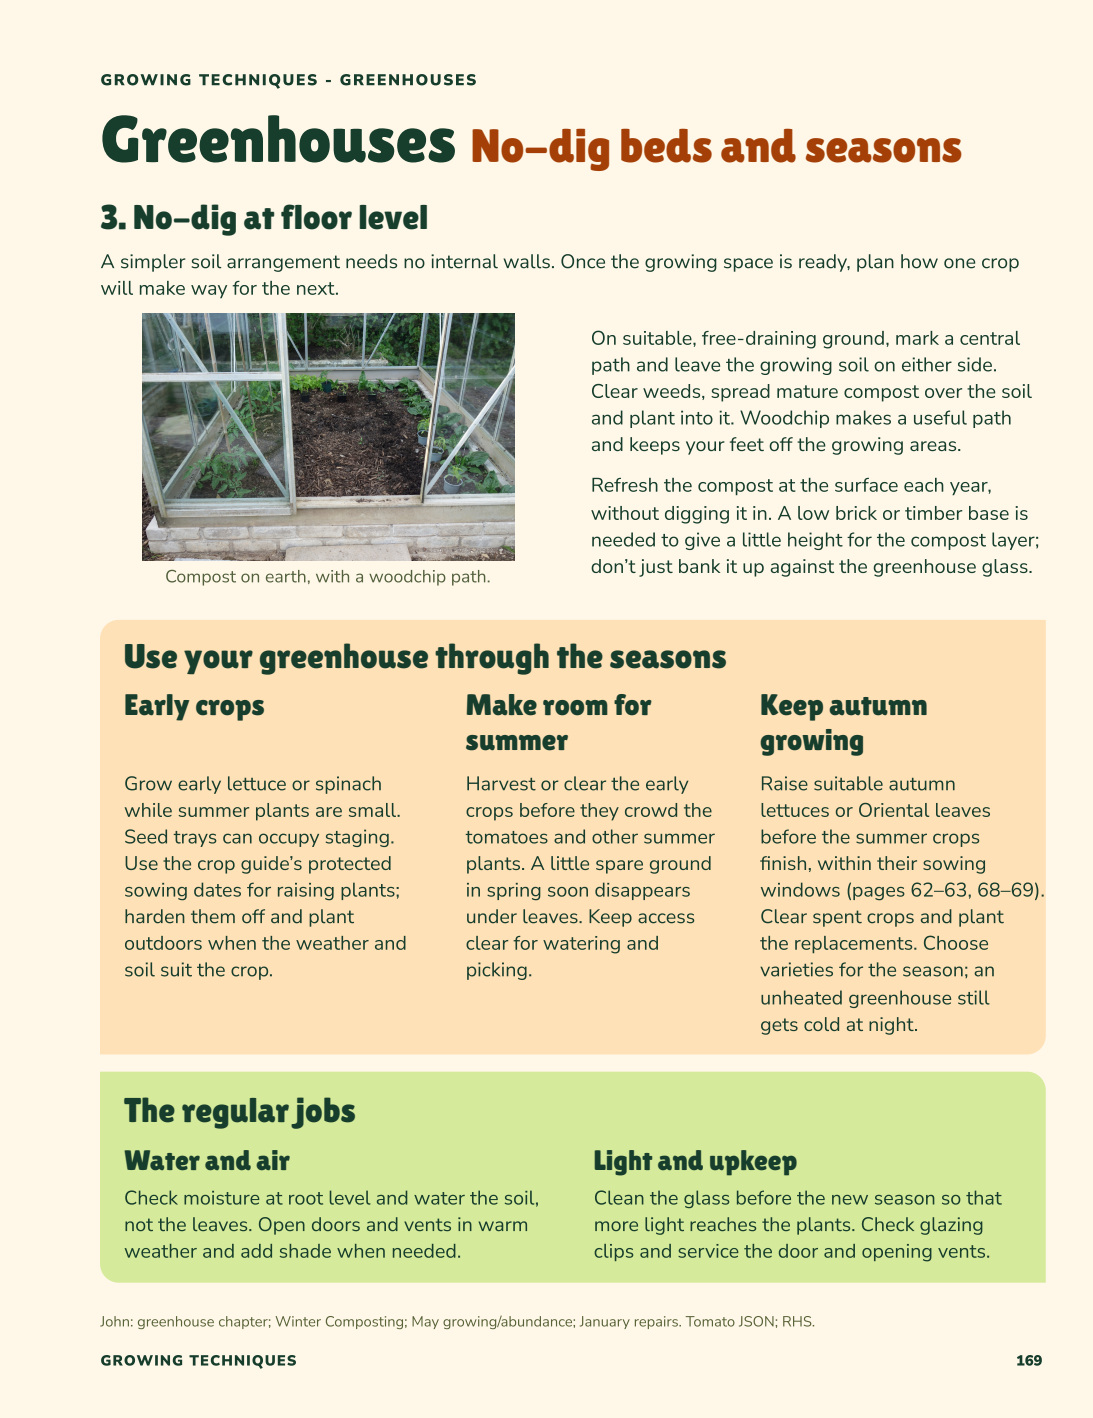 GROWING TECHNIQUES - GREENHOUSES
Greenhouses No-dig beds and seasons
3. No-dig at floor level
A simpler soil arrangement needs no internal walls. Once the growing space is ready, plan how one crop
will make way for the next.
On suitable, free-draining ground, mark a central
path and leave the growing soil on either side.
Clear weeds, spread mature compost over the soil
and plant into it. Woodchip makes a useful path
and keeps your feet off the growing areas.
Refresh the compost at the surface each year,
without digging it in. A low brick or timber base is
needed to give a little height for the compost layer;
don’t just bank it up against the greenhouse glass.
Compost on earth, with a woodchip path.
Use your greenhouse through the seasons
Early crops
Grow early lettuce or spinach
while summer plants are small.
Seed trays can occupy staging.
Use the crop guide’s protected
sowing dates for raising plants;
harden them off and plant
outdoors when the weather and
soil suit the crop.
Make room for
summer
Harvest or clear the early
crops before they crowd the
tomatoes and other summer
plants. A little spare ground
in spring soon disappears
under leaves. Keep access
clear for watering and
picking.
Keep autumn
growing
Raise suitable autumn
lettuces or Oriental leaves
before the summer crops
finish, within their sowing
windows (pages 62–63, 68–69).
Clear spent crops and plant
the replacements. Choose
varieties for the season; an
unheated greenhouse still
gets cold at night.
The regular jobs
Water and air
Check moisture at root level and water the soil,
not the leaves. Open doors and vents in warm
weather and add shade when needed.
Light and upkeep
Clean the glass before the new season so that
more light reaches the plants. Check glazing
clips and service the door and opening vents.
John: greenhouse chapter; Winter Composting; May growing/abundance; January repairs. Tomato JSON; RHS.
GROWING TECHNIQUES
169